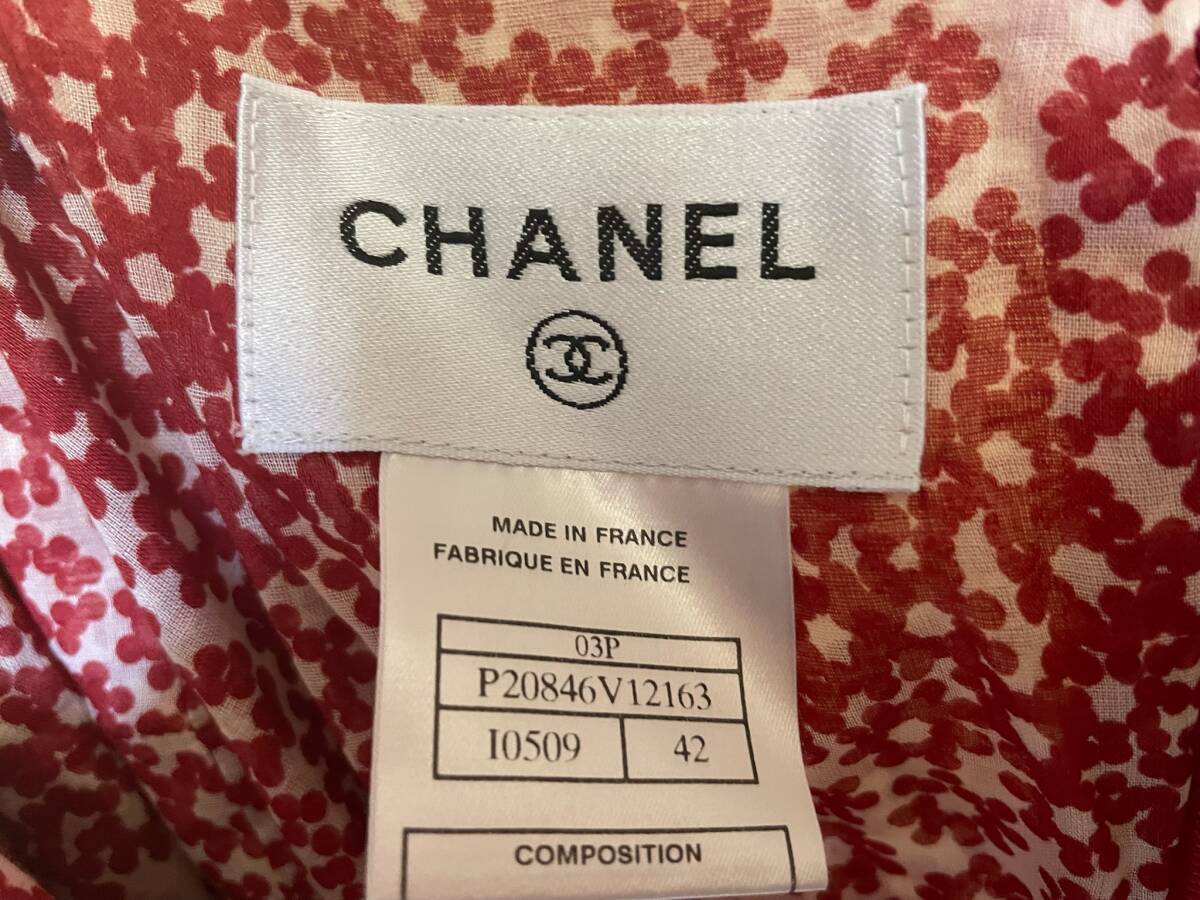 CHANEL
MADE IN FRANCE
FABRIQUE EN FRANCE
03P
P20846V12163
I0509 42
COMPOSITION